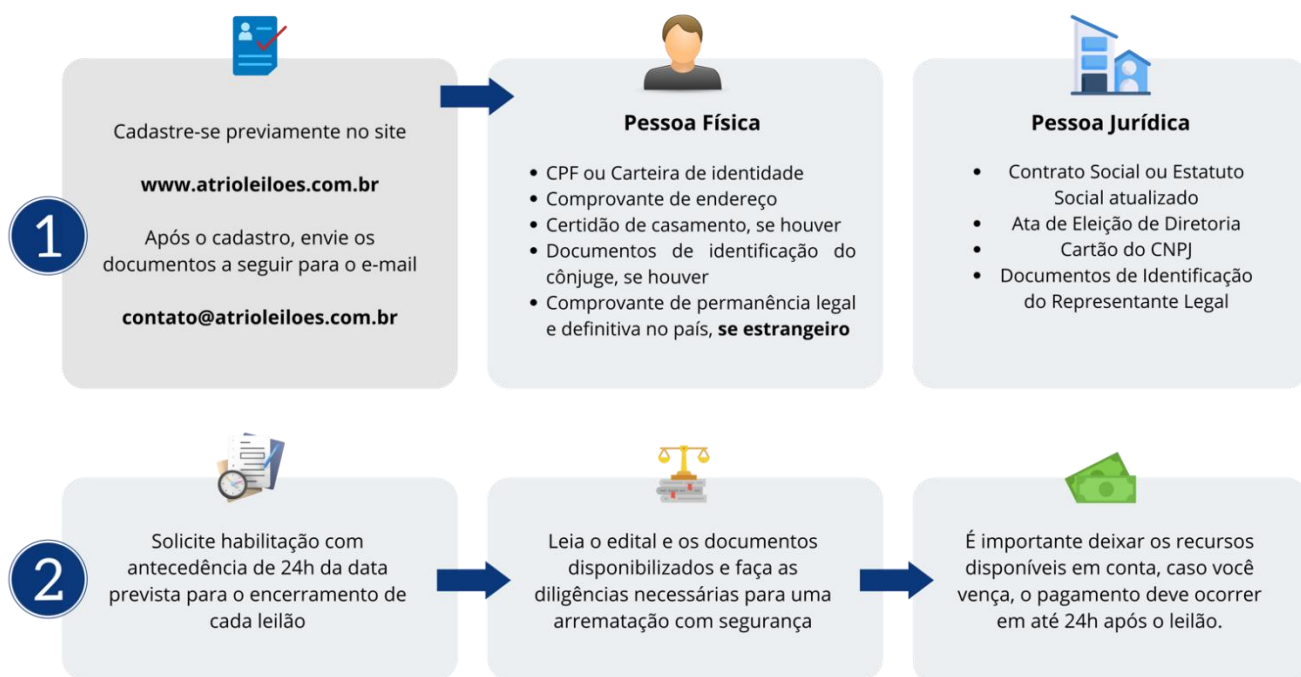 1
Cadastre-se previamente no site
www.atrioleiloes.com.br
Após o cadastro, envie os
documentos a seguir para o e-mail
contato@atrioleiloes.com.br
Pessoa Física
• CPF ou Carteira de identidade
• Comprovante de endereço
• Certidão de casamento, se houver
• Documentos de identificação do
cônjuge, se houver
• Comprovante de permanência legal
e definitiva no país, se estrangeiro
Pessoa Jurídica
• Contrato Social ou Estatuto
Social atualizado
• Ata de Eleição de Diretoria
• Cartão do CNPJ
• Documentos de Identificação
do Representante Legal
2
Solicite habilitação com
antecedência de 24h da data
prevista para o encerramento de
cada leilão
Leia o edital e os documentos
disponibilizados e faça as
diligências necessárias para uma
arrematação com segurança
É importante deixar os recursos
disponíveis em conta, caso você
vença, o pagamento deve ocorrer
em até 24h após o leilão.